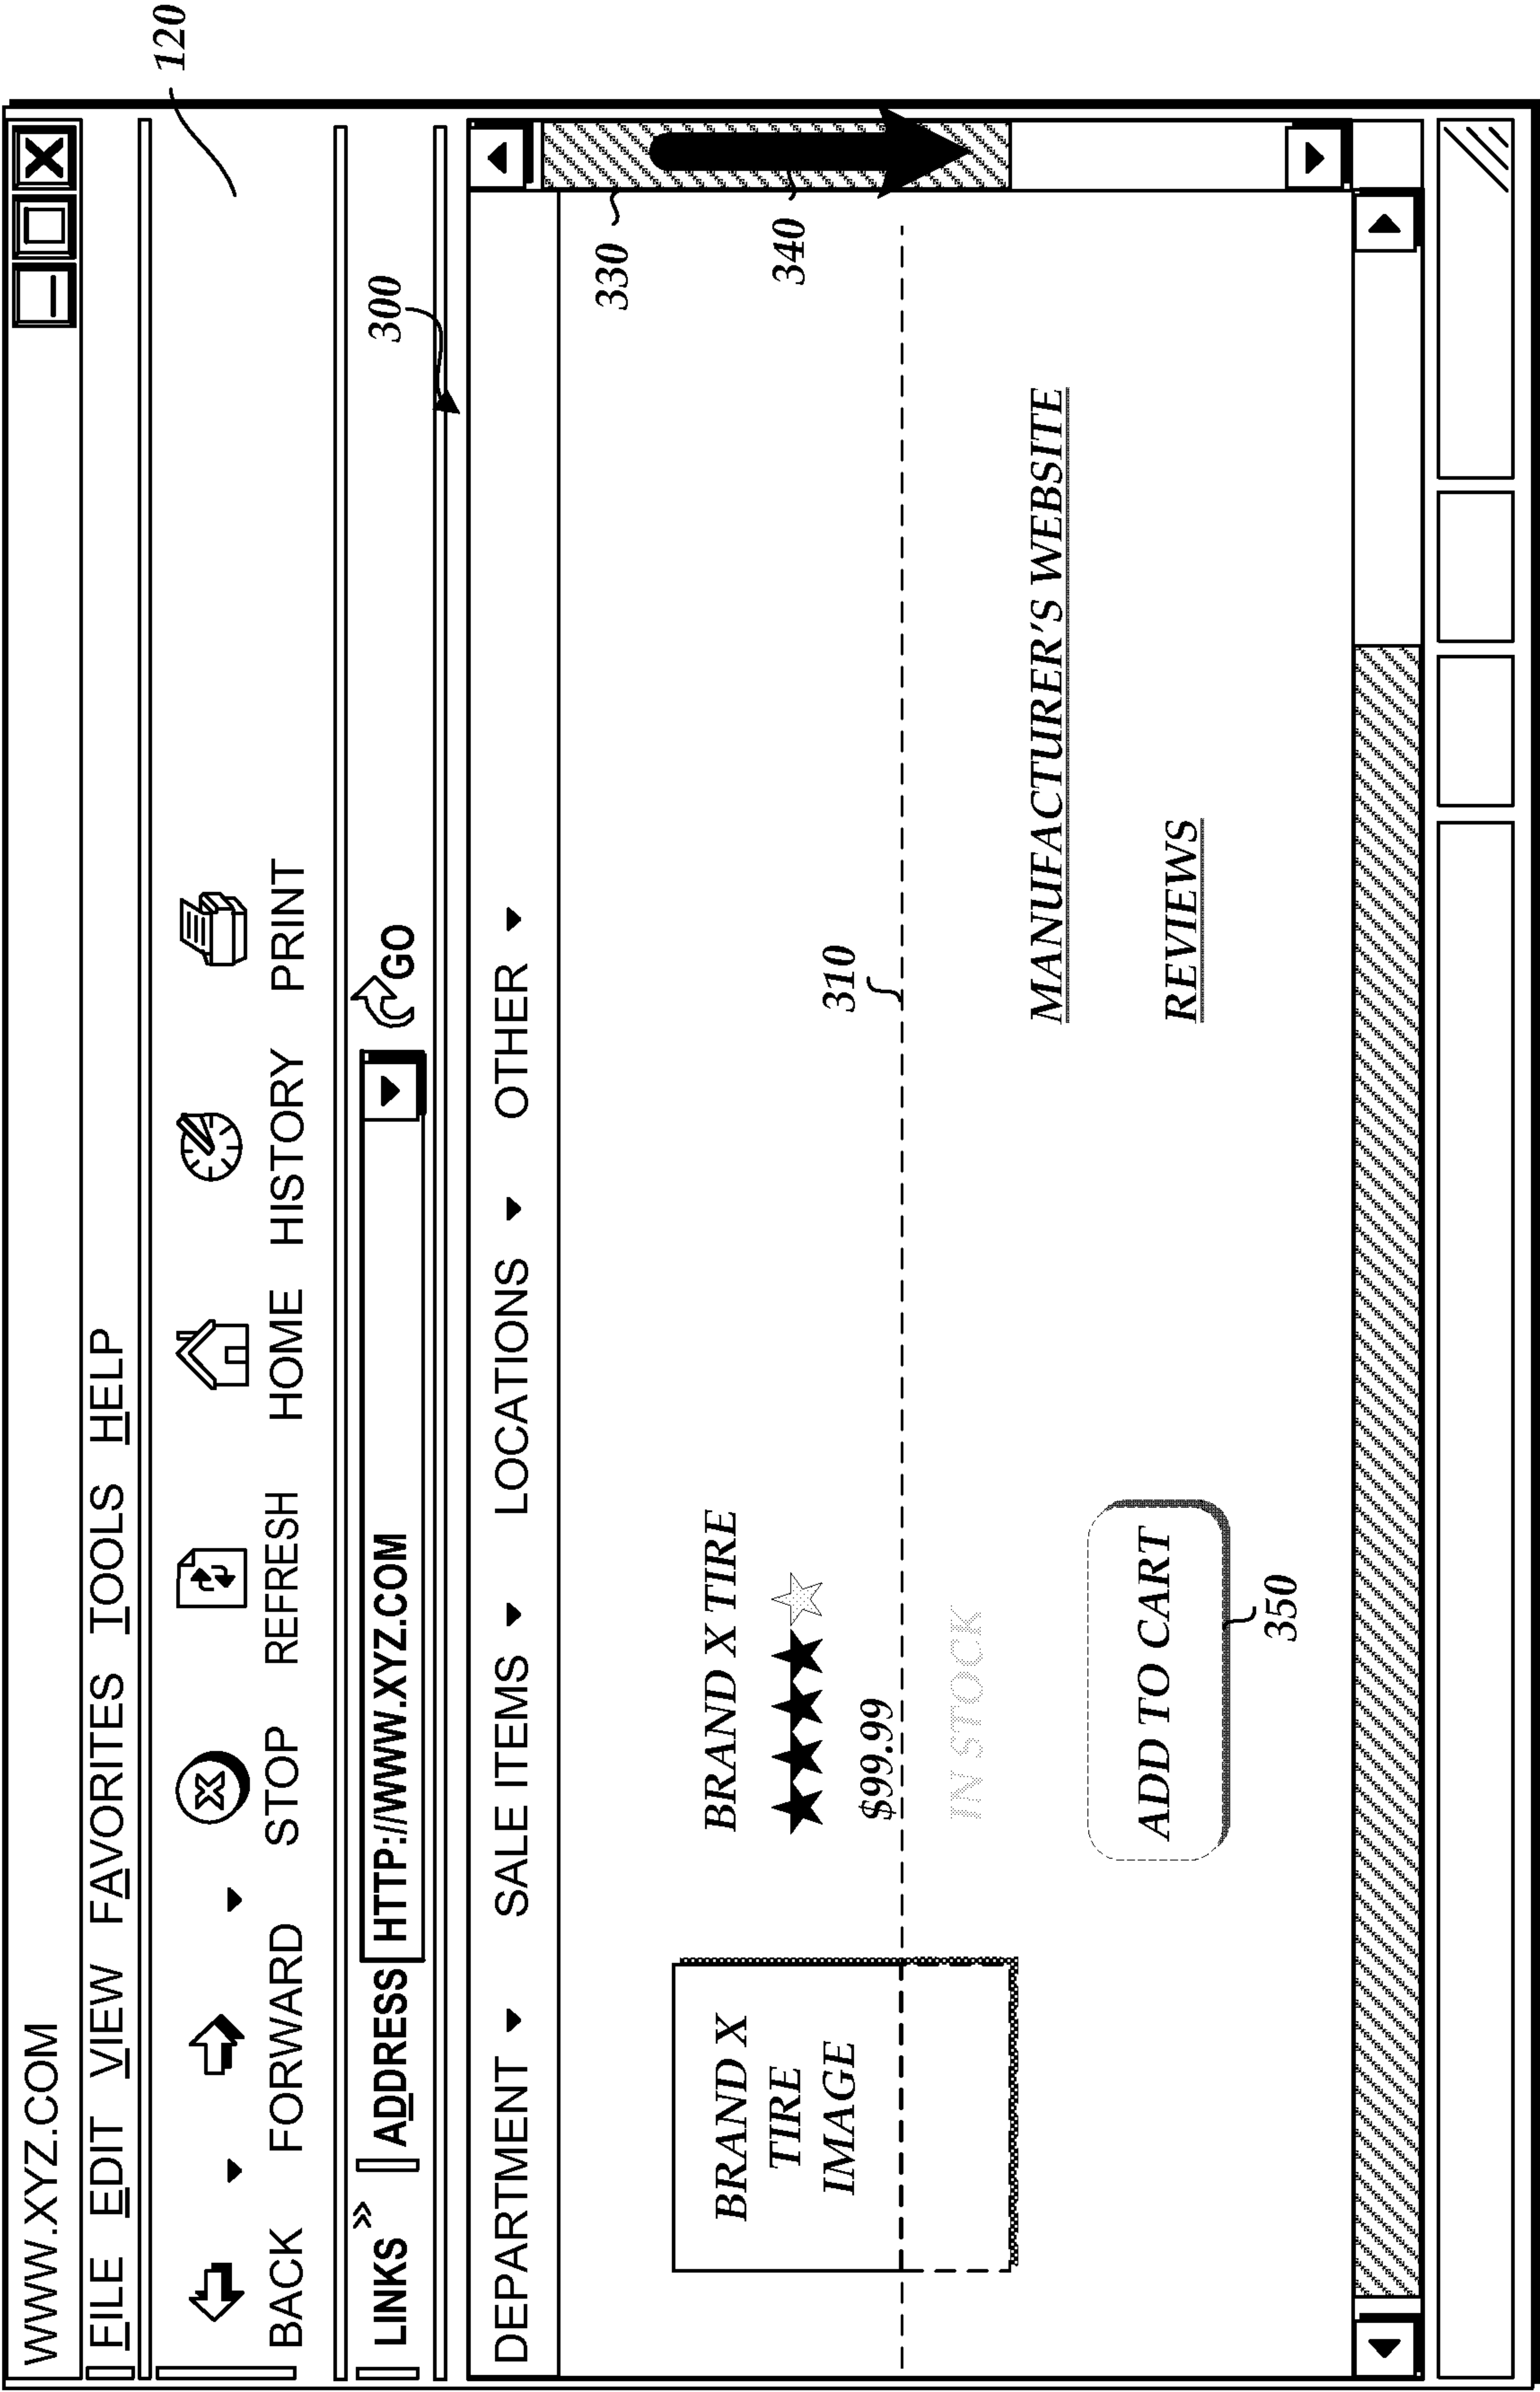 120
WWW.XYZ.COM
FILE EDIT VIEW FAVORITES TOOLS HELP
BACK FORWARD STOP REFRESH HOME HISTORY PRINT
LINKS » ADDRESS HTTP://WWW.XYZ.COM GO
300
DEPARTMENT SALE ITEMS LOCATIONS OTHER
330
BRAND X
TIRE
IMAGE
BRAND X TIRE
340
310
$99.99
IN STOCK
MANUFACTURER'S WEBSITE
ADD TO CART
REVIEWS
350